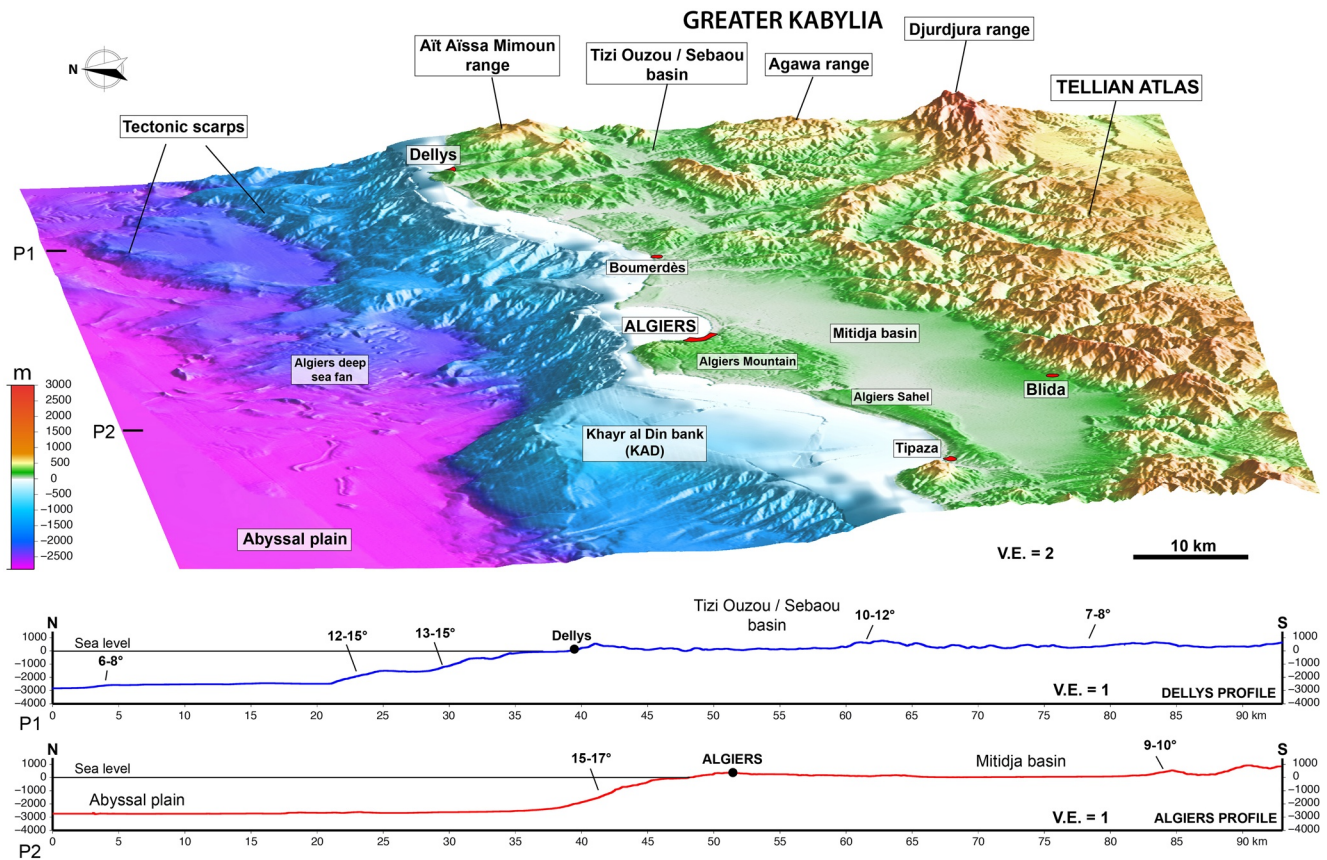 GREATER KABYLIA
N
Aït Aïssa Mimoun
range
Tizi Ouzou / Sebaou
basin
Agawa range
Djurdjura range
TELLIAN ATLAS
Tectonic scarps
Dellys
P1
Boumerdès
ALGIERS
Mitidja basin
Algiers Mountain
Algiers deep
sea fan
Blida
Algiers Sahel
m
3000
2500
2000
1500
1000
500
0
−500
−1000
−1500
−2000
−2500
P2
Khayr al Din bank
(KAD)
Tipaza
Abyssal plain
V.E. = 2
10 km
N
Tizi Ouzou / Sebaou
basin
S
1000
0
−1000
−2000
−3000
−4000
Sea level
6-8°
12-15°
13-15°
Dellys
10-12°
7-8°
1000
0
−1000
−2000
−3000
−4000
V.E. = 1
DELLYS PROFILE
P1
0 5 10 15 20 25 30 35 40 45 50 55 60 65 70 75 80 85 90 km
N
S
1000
0
−1000
−2000
−3000
−4000
Sea level
Abyssal plain
15-17°
ALGIERS
Mitidja basin
9-10°
1000
0
−1000
−2000
−3000
−4000
V.E. = 1
ALGIERS PROFILE
P2
0 5 10 15 20 25 30 35 40 45 50 55 60 65 70 75 80 85 90 km